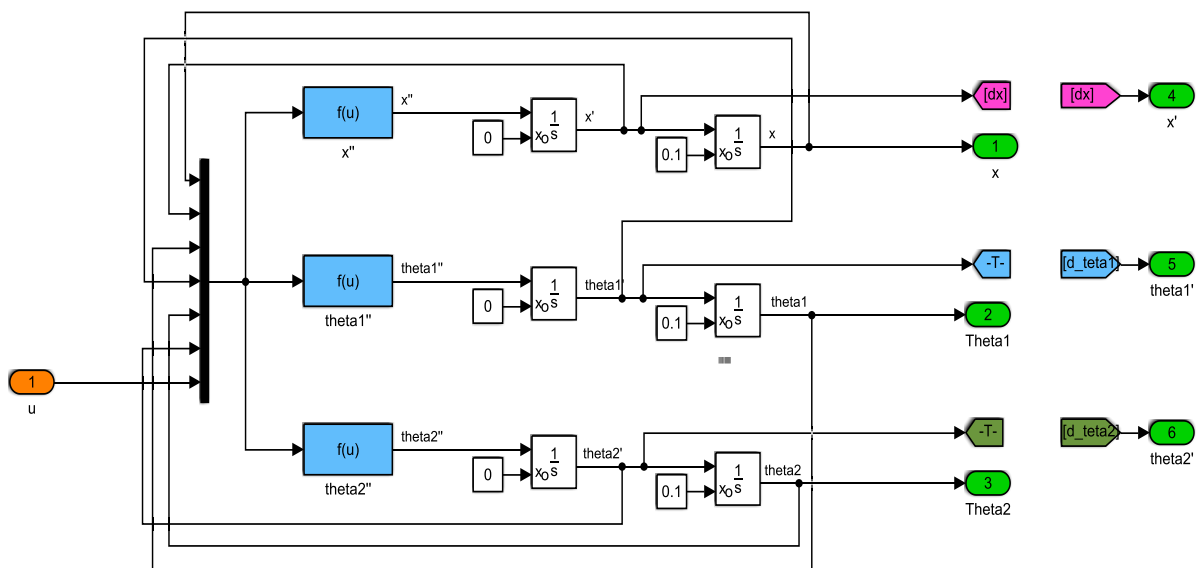 x''
[dx]
[dx]
4
f(u)
x'
1
0
x₀ s
x'
1
x
1
x''
0.1
x₀ s
x
theta1''
-T-
[d_teta1]
5
f(u)
theta1'
1
0
x₀ s
theta1'
1
theta1
2
theta1''
0.1
x₀ s
Theta1
1
u
theta2''
-T-
[d_teta2]
6
f(u)
theta2'
1
0
x₀ s
theta2'
1
theta2
3
theta2''
0.1
x₀ s
Theta2